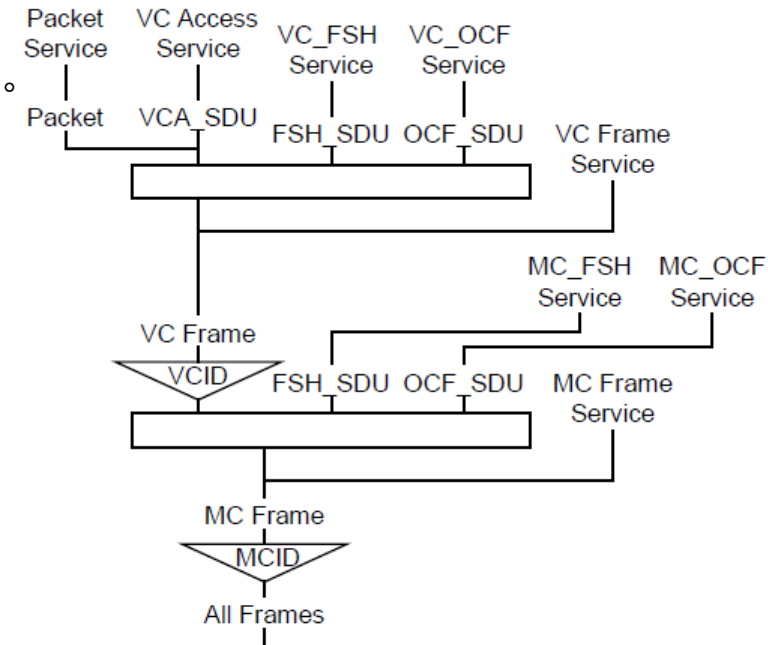 Packet
Service
VC Access
Service
VC_FSH
Service
VC_OCF
Service
。
Packet
VCA_SDU
FSH_SDU
OCF_SDU
VC Frame
Service
MC_FSH
Service
MC_OCF
Service
VC Frame
VCID
FSH_SDU
OCF_SDU
MC Frame
Service
MC Frame
MCID
All Frames